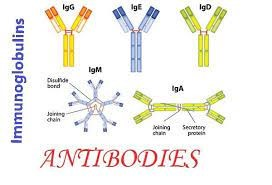 Immunoglobulins
IgG
IgE
IgD
IgM
Disulfide
bond
Joining
chain
IgA
Joining
chain
Secretory
protein
ANTIBODIES